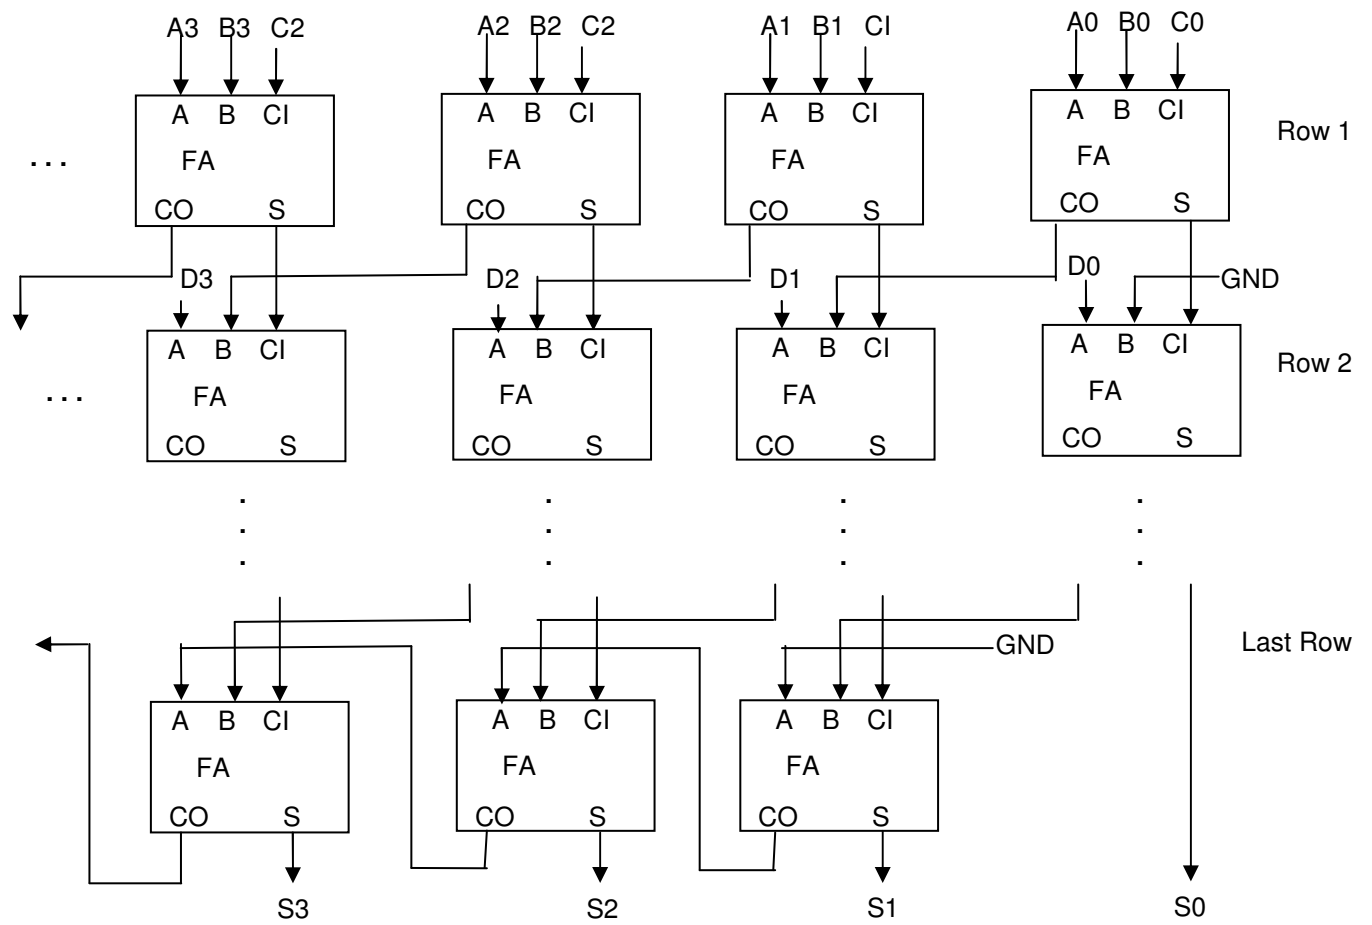 A3 B3 C2 A2 B2 C2 A1 B1 CI A0 B0 C0
A B CI A B CI A B CI A B CI Row 1
. . . FA FA FA FA
CO S CO S CO S CO S
D3 D2 D1 D0 GND
A B CI A B CI A B CI A B CI Row 2
. . . FA FA FA FA
CO S CO S CO S CO S
. . . .
. . . .
. . . .
GND Last Row
A B CI A B CI A B CI
FA FA FA
CO S CO S CO S
S3 S2 S1 S0